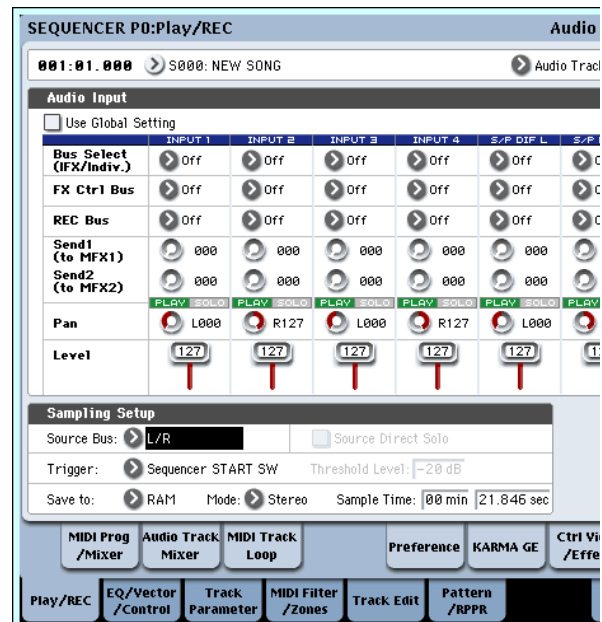 SEQUENCER P0:Play/REC Audio
001:01.000 S000: NEW SONG Audio Track
Audio Input
Use Global Setting
INPUT 1 INPUT 2 INPUT 3 INPUT 4 S/P DIF L S/P
Bus Select (IFX/Indiv.) Off Off Off Off Off
FX Ctrl Bus Off Off Off Off Off
REC Bus Off Off Off Off Off
Send1 (to MFX1) 000 000 000 000 000
Send2 (to MFX2) 000 000 000 000 000
PLAY SOLO PLAY SOLO PLAY SOLO PLAY SOLO PLAY SOLO PLAY
Pan L000 R127 L000 R127 L000
Level 127 127 127 127 127
Sampling Setup
Source Bus: L/R Source Direct Solo
Trigger: Sequencer START SW Threshold Level: -20 dB
Save to: RAM Mode: Stereo Sample Time: 00 min 21.846 sec
MIDI Prog /Mixer Audio Track Mixer MIDI Track Loop Preference KARMA GE Ctrl
Play/REC EQ/Vector /Control Track Parameter MIDI Filter /Zones Track Edit Pattern /RPPR